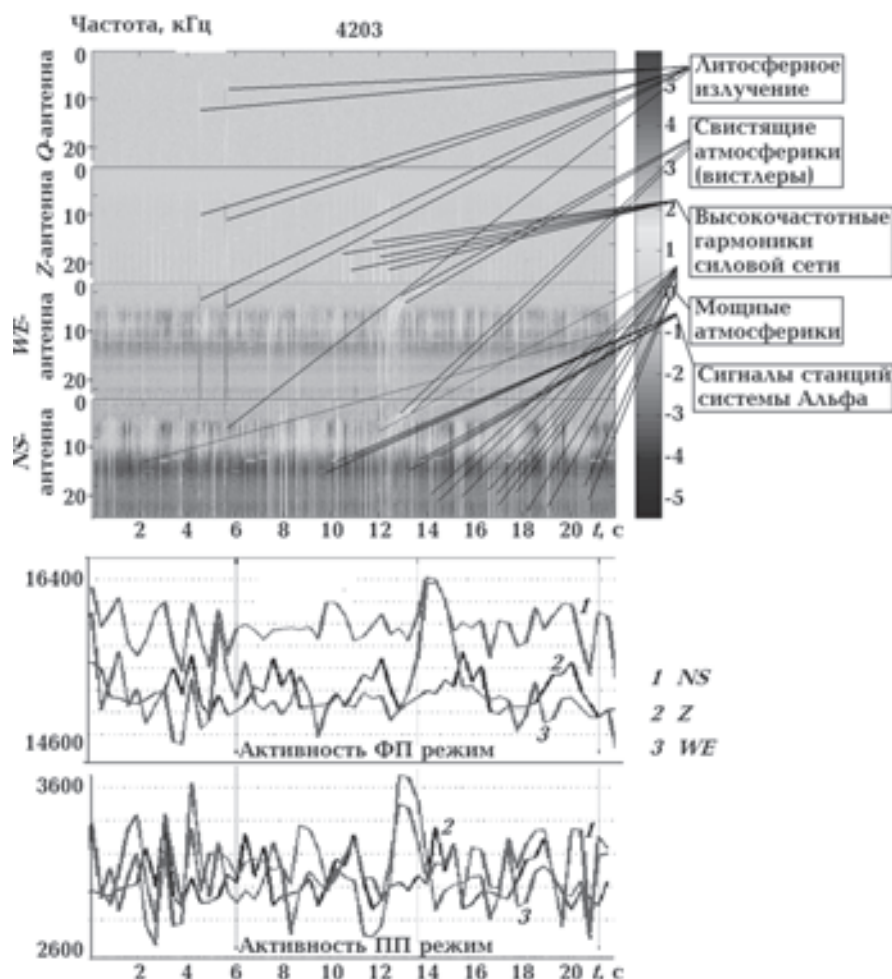 Частота, кГц
4203
0
10
20
Q-антенна
0
10
20
Z-антенна
0
10
20
WE-
антенна
0
10
20
NS-
антенна
2 4 6 8 10 12 14 16 18 20 t, с
5
4
3
2
1
0
-1
-2
-3
-4
-5
Литосферное
излучение
Свистящие
атмосферики
(вистлеры)
Высокочастотные
гармоники
силовой сети
Мощные
атмосферики
Сигналы станций
системы Альфа
16400
14600
1
2
3
Активность ФП режим
1 NS
2 Z
3 WE
3600
2600
2
1
3
Активность ПП режим
2 4 6 8 10 12 14 16 18 20 t, с